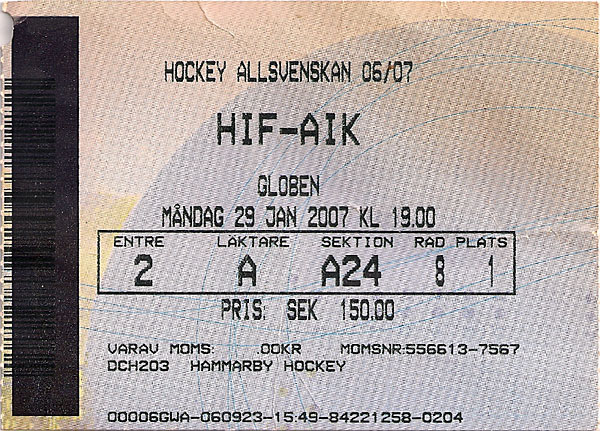 HOCKEY ALLSVENSKAN 06/07
HIF-AIK
GLOBEN
MÅNDAG 29 JAN 2007 KL 19.00
ENTRE LÄKTARE SEKTION RAD PLATS
2 A A24 8 1
PRIS: SEK 150.00
VARAV MOMS: .00KR MOMSNR:556613-7567
DCH203 HAMMARBY HOCKEY
00006GWA-060923-15:49-84221258-0204